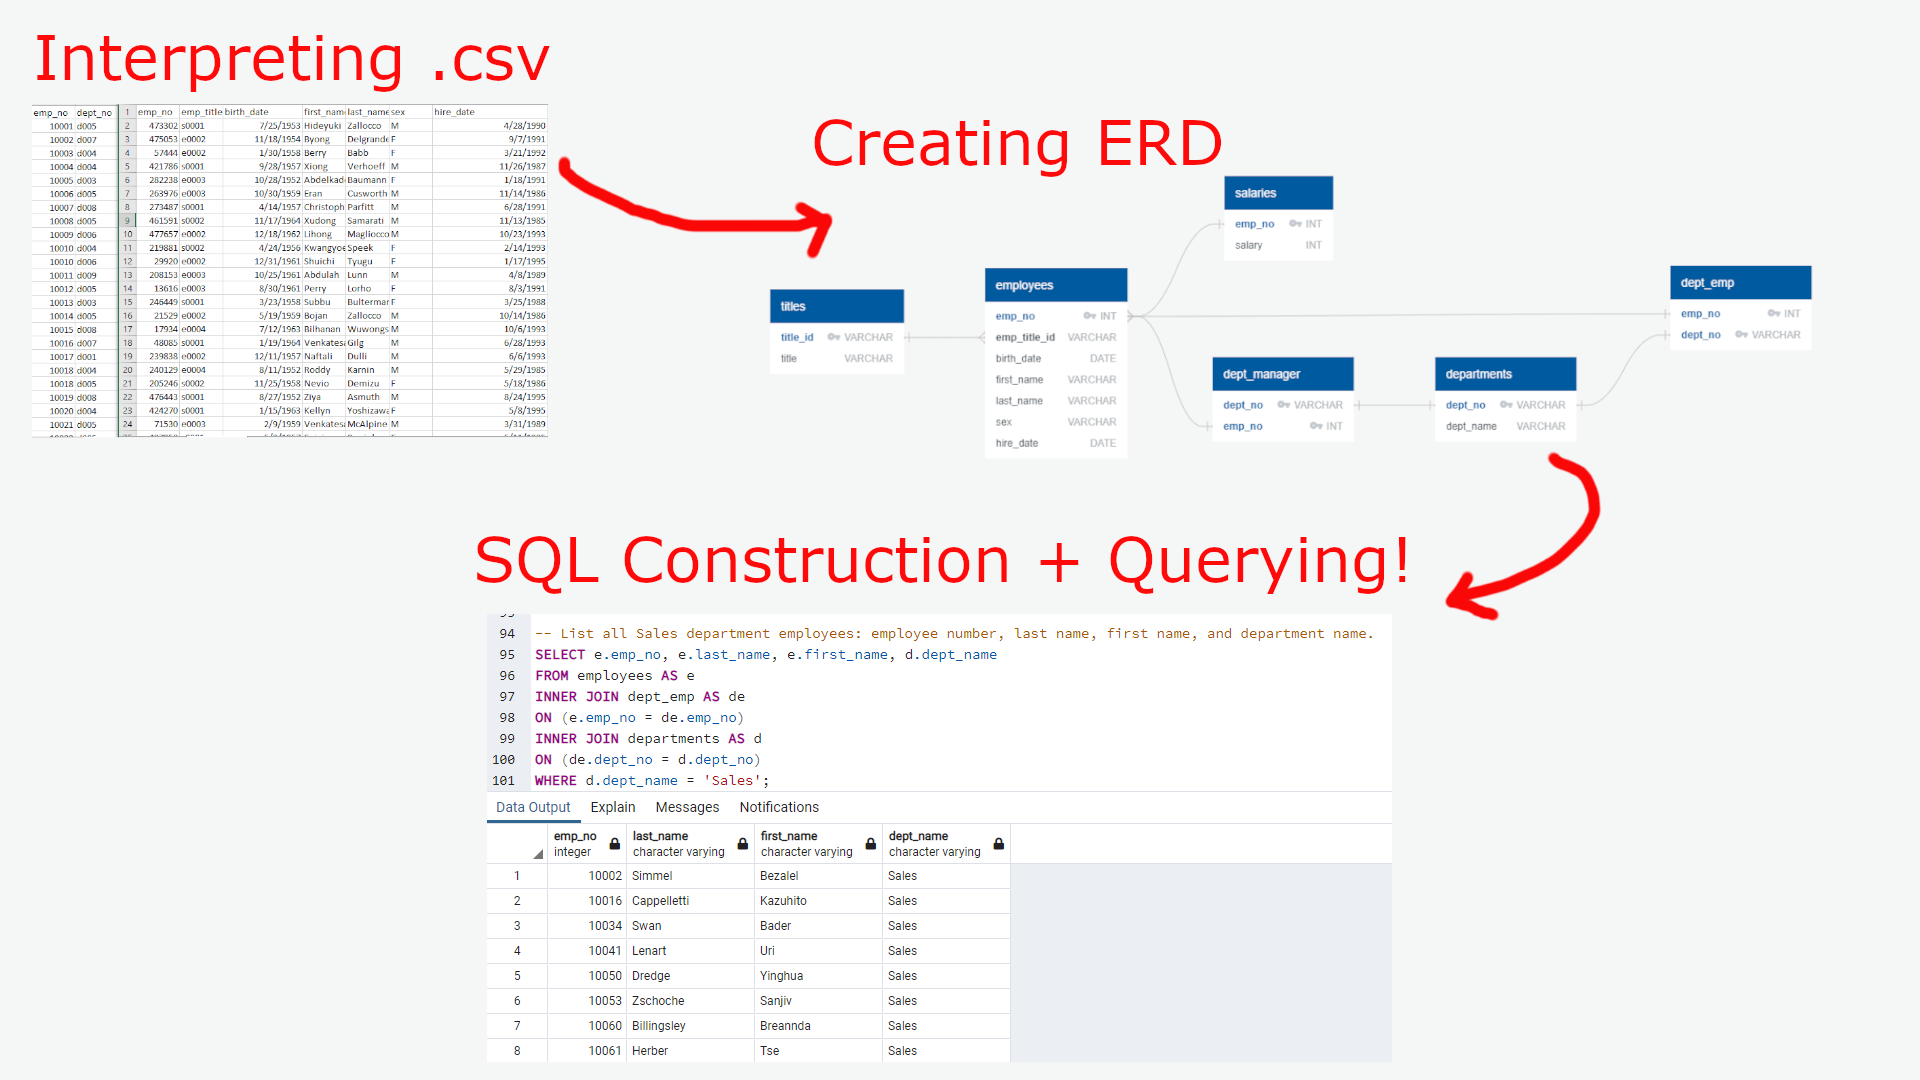 Interpreting .csv
emp_no dept_no
10001 d005
10002 d007
10003 d004
10004 d004
10005 d003
10006 d005
10007 d008
10008 d005
10009 d006
10010 d004
10010 d006
10011 d009
10012 d005
10013 d003
10014 d005
10015 d008
10016 d007
10017 d001
10018 d004
10018 d005
10019 d008
10020 d004
10021 d005
1 emp_no emp_title birth_date first_nam last_name sex hire_date
2 473302 s0001 7/25/1953 Hideyuki Zallocco M 4/28/1990
3 475053 e0002 11/18/1954 Byong Delgrande F 9/7/1991
4 57444 e0002 1/30/1958 Berry Babb F 3/21/1992
5 421786 s0001 9/28/1957 Xiong Verhoeff M 11/26/1987
6 282238 e0003 10/28/1952 Abdelkad Baumann F 1/18/1991
7 263976 e0003 10/30/1959 Eran Cusworth M 11/14/1986
8 273487 s0001 4/14/1957 Christoph Parfitt M 6/28/1991
9 461591 s0002 11/17/1964 Xudong Samarati M 11/13/1985
10 477657 e0002 12/18/1962 Lihong Magliocco M 10/23/1993
11 219881 s0002 4/24/1956 Kwangyoe Speek F 2/14/1993
12 29920 e0002 12/31/1961 Shuichi Tyugu F 1/17/1995
13 208153 e0003 10/25/1961 Abdulah Lunn M 4/8/1989
14 13616 e0003 8/30/1961 Perry Lorho F 8/3/1991
15 246449 s0001 3/23/1958 Subbu Bultermar F 3/25/1988
16 21529 e0002 5/19/1959 Bojan Zallocco M 10/14/1986
17 17934 e0004 7/12/1963 Bilhanan Wuwongs M 10/6/1993
18 48085 s0001 1/19/1964 Venkatesa Gilg M 6/28/1993
19 239838 e0002 12/11/1957 Naftali Dulli M 6/6/1993
20 240129 e0004 8/11/1952 Roddy Karnin M 5/29/1985
21 205246 s0002 11/25/1958 Nevio Demizu F 5/18/1986
22 476443 s0001 8/27/1952 Ziya Asmuth M 8/24/1995
23 424270 s0001 1/15/1963 Kellyn Yoshizawa F 5/8/1995
24 71530 e0003 2/9/1959 Venkatesa McAlpine M 3/31/1989
Creating ERD
titles
title_id VARCHAR
title VARCHAR
employees
emp_no INT
emp_title_id VARCHAR
birth_date DATE
first_name VARCHAR
last_name VARCHAR
sex VARCHAR
hire_date DATE
salaries
emp_no INT
salary INT
dept_manager
dept_no VARCHAR
emp_no INT
departments
dept_no VARCHAR
dept_name VARCHAR
dept_emp
emp_no INT
dept_no VARCHAR
SQL Construction + Querying!
94 -- List all Sales department employees: employee number, last name, first name, and department name.
95 SELECT e.emp_no, e.last_name, e.first_name, d.dept_name
96 FROM employees AS e
97 INNER JOIN dept_emp AS de
98 ON (e.emp_no = de.emp_no)
99 INNER JOIN departments AS d
100 ON (de.dept_no = d.dept_no)
101 WHERE d.dept_name = 'Sales';
Data Output Explain Messages Notifications
emp_no last_name first_name dept_name
integer character varying character varying character varying
1 10002 Simmel Bezalel Sales
2 10016 Cappelletti Kazuhito Sales
3 10034 Swan Bader Sales
4 10041 Lenart Uri Sales
5 10050 Dredge Yinghua Sales
6 10053 Zschoche Sanjiv Sales
7 10060 Billingsley Breannda Sales
8 10061 Herber Tse Sales